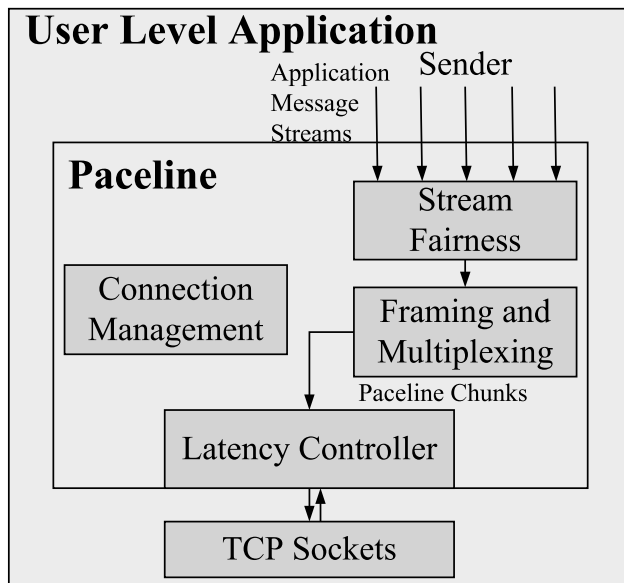 User Level Application
Application
Message
Streams
Sender
Paceline
Stream
Fairness
Connection
Management
Framing and
Multiplexing
Paceline Chunks
Latency Controller
TCP Sockets